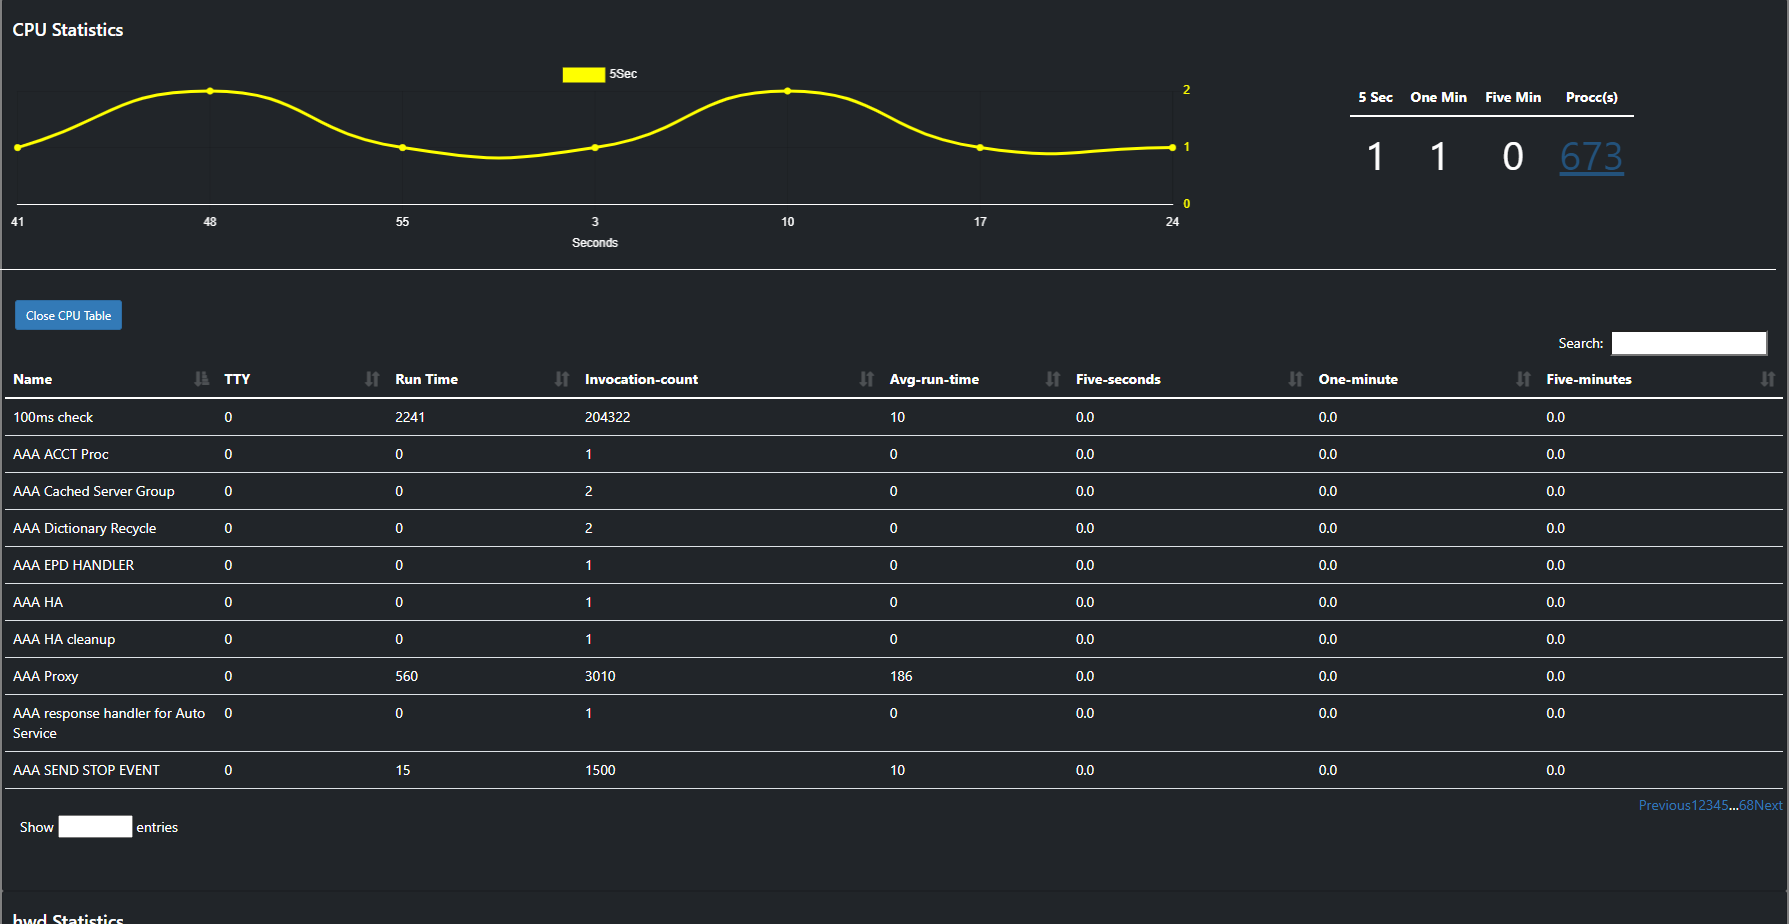 CPU Statistics
5Sec
2
1
0
41 48 55 3 10 17 24
Seconds
5 Sec One Min Five Min Procc(s)
1 1 0 673
Close CPU Table
Search:
Name TTY Run Time Invocation-count Avg-run-time Five-seconds One-minute Five-minutes
100ms check 0 2241 204322 10 0.0 0.0 0.0
AAA ACCT Proc 0 0 1 0 0.0 0.0 0.0
AAA Cached Server Group 0 0 2 0 0.0 0.0 0.0
AAA Dictionary Recycle 0 0 2 0 0.0 0.0 0.0
AAA EPD HANDLER 0 0 1 0 0.0 0.0 0.0
AAA HA 0 0 1 0 0.0 0.0 0.0
AAA HA cleanup 0 0 1 0 0.0 0.0 0.0
AAA Proxy 0 560 3010 186 0.0 0.0 0.0
AAA response handler for Auto 0 0 1 0 0.0 0.0 0.0
Service
AAA SEND STOP EVENT 0 15 1500 10 0.0 0.0 0.0
Previous12345...68Next
Show entries
hwd Statistics